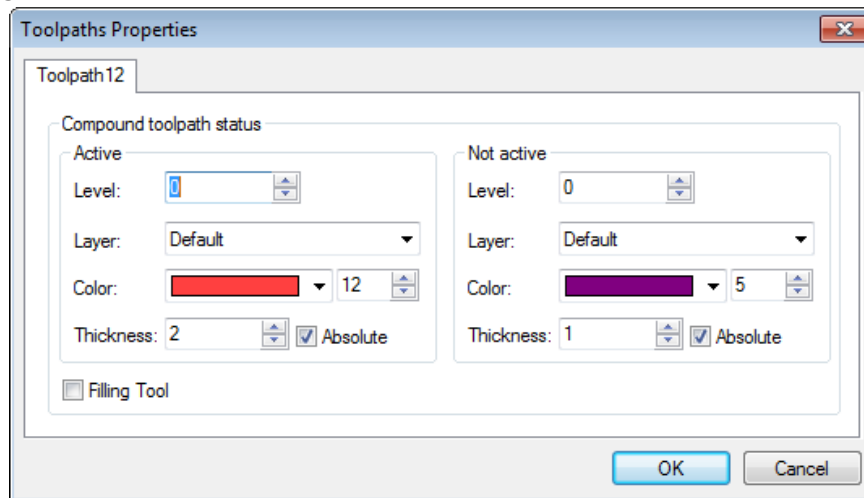 Toolpaths Properties
Toolpath12
Compound toolpath status
Active
Level: 0
Layer: Default
Color: 12
Thickness: 2 Absolute
Not active
Level: 0
Layer: Default
Color: 5
Thickness: 1 Absolute
Filling Tool
OK Cancel